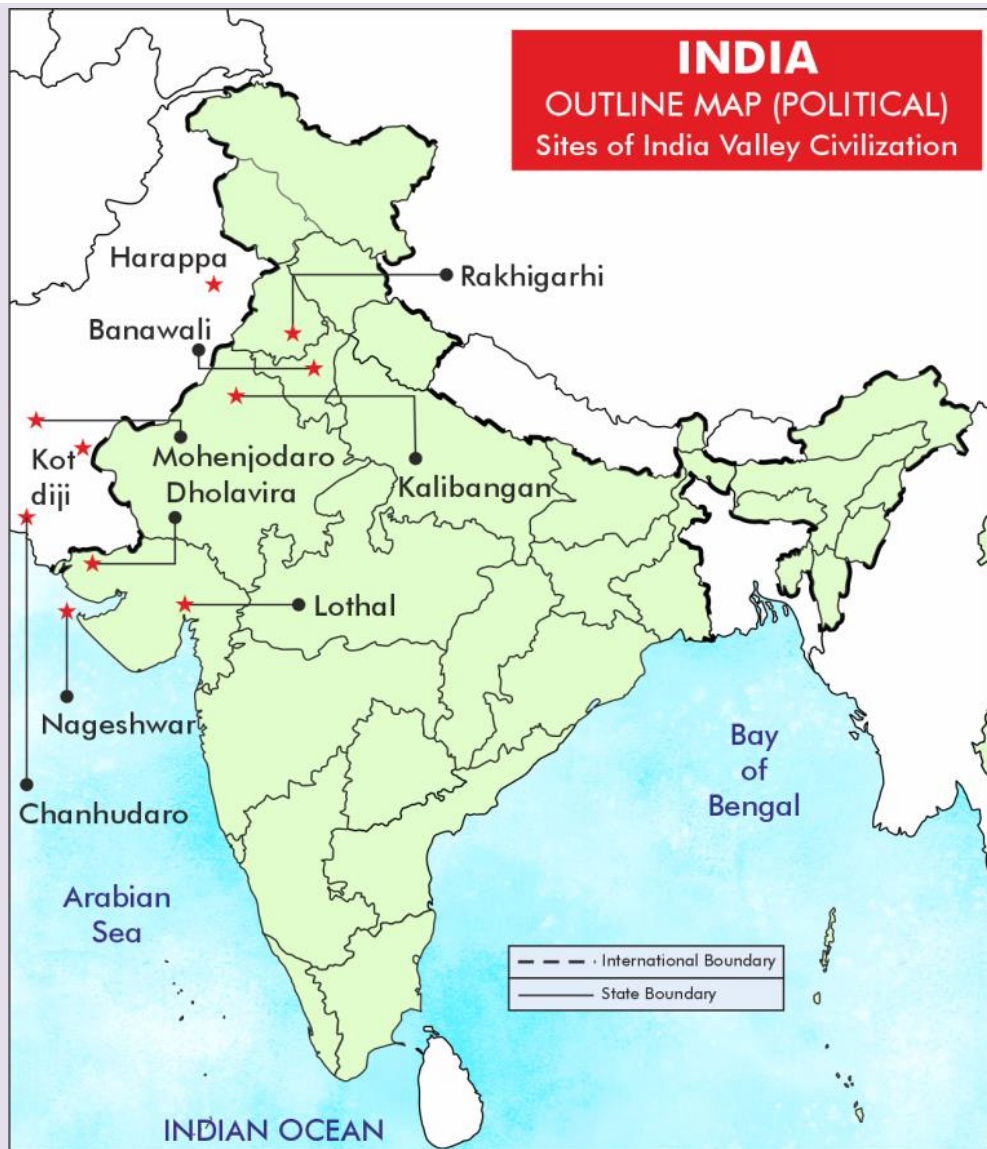 INDIA
OUTLINE MAP (POLITICAL)
Sites of India Valley Civilization
Harappa
Rakhigarhi
Banawali
Mohenjodaro
Kot
diji
Kalibangan
Dholavira
Lothal
Nageshwar
Chanhudaro
Bay
of
Bengal
Arabian
Sea
International Boundary
State Boundary
INDIAN OCEAN